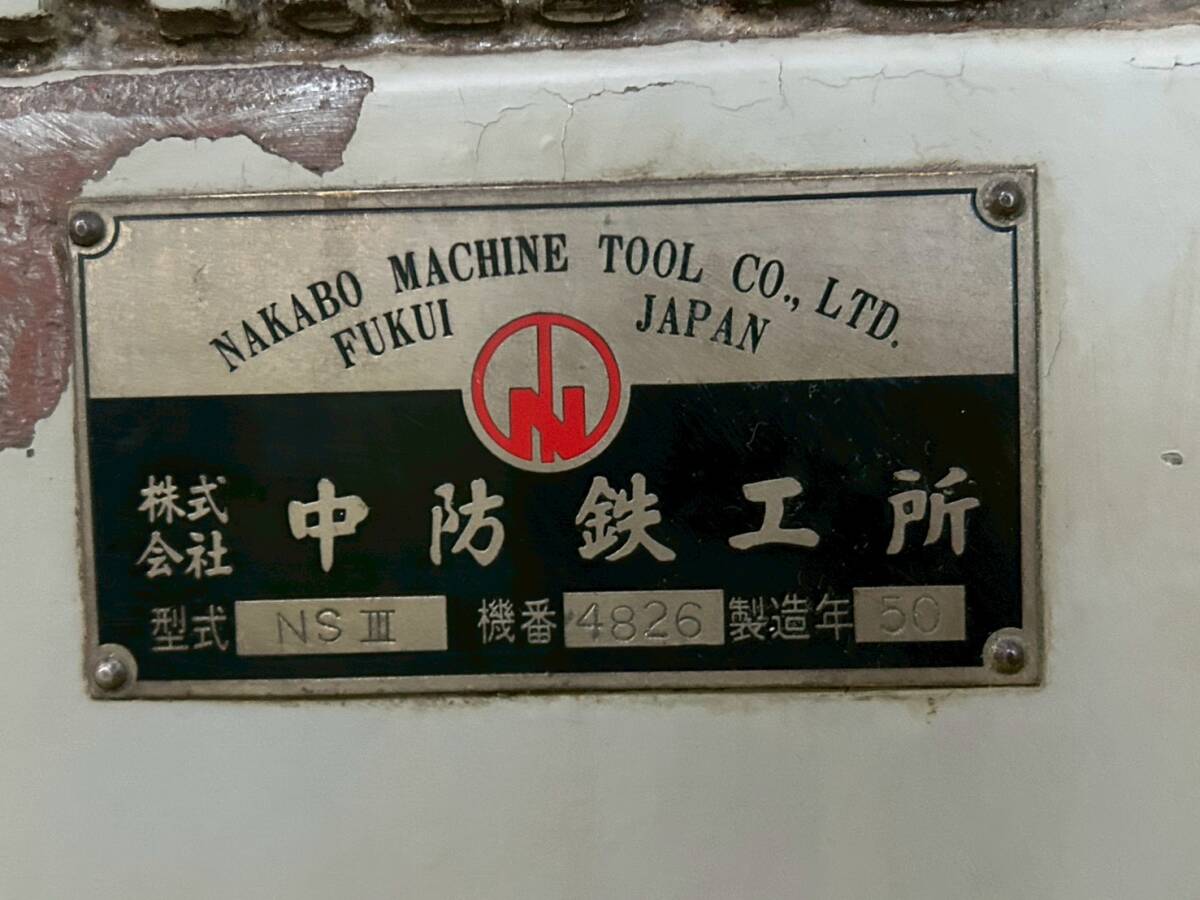 NAKABO MACHINE TOOL CO., LTD.
FUKUI JAPAN
株式会社 中防鉄工所
型式 NS III 機番 4826 製造年 50